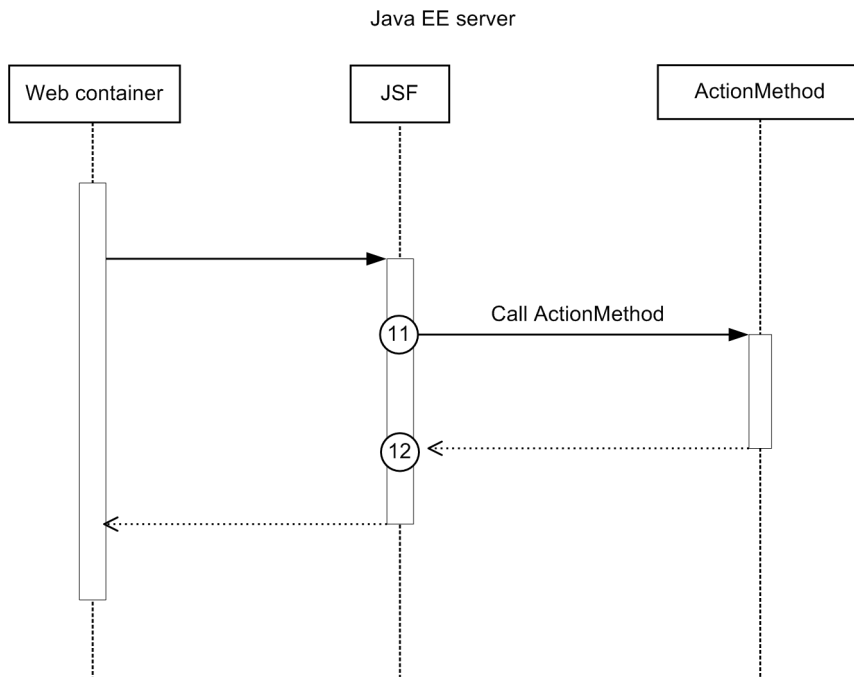 Java EE server
Web container
JSF
ActionMethod
11
Call ActionMethod
12